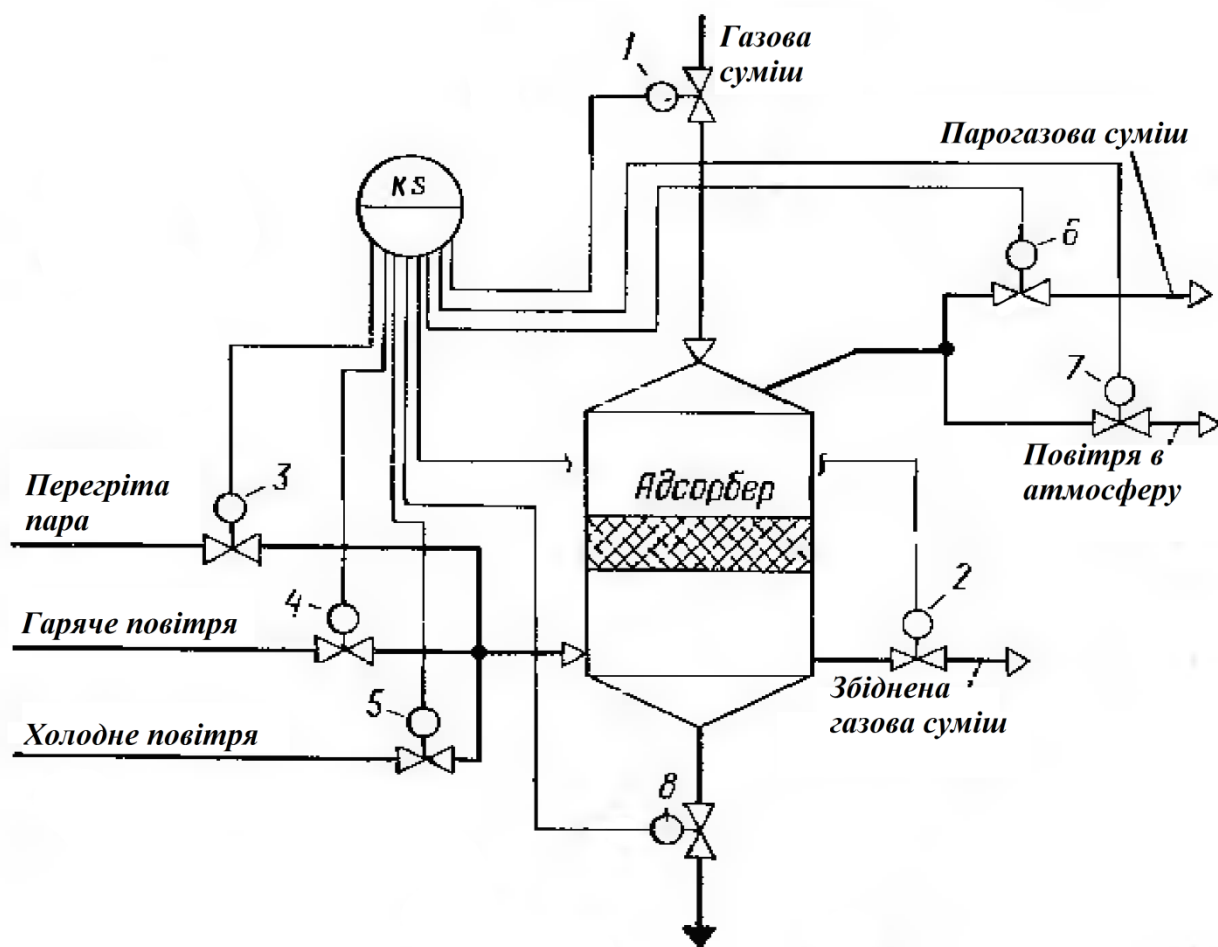 1
Газова
суміш
Парогазова суміш
KS
6
7
3
Перегріта
пара
Адсорбер
Повітря в
атмосферу
4
2
Гаряче повітря
5
Збіднена
газова суміш
Холодне повітря
8